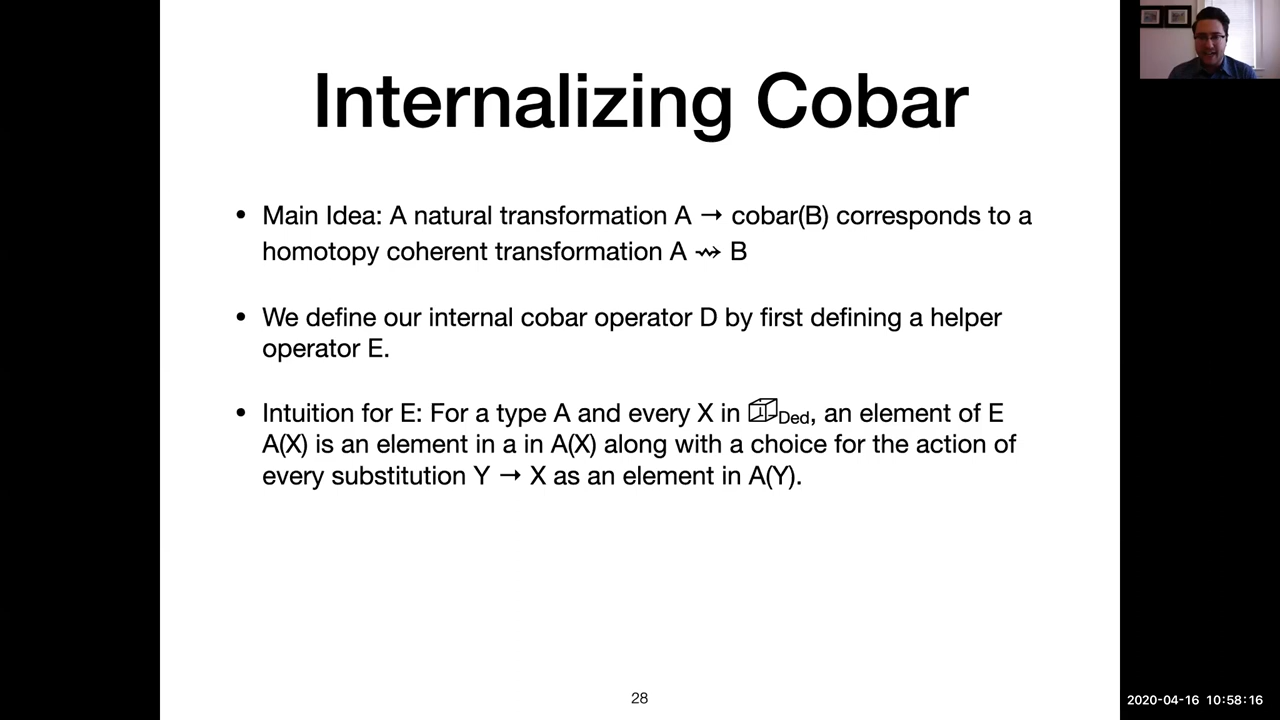 Internalizing Cobar
• Main Idea: A natural transformation A → cobar(B) corresponds to a
homotopy coherent transformation A ⇝ B
• We define our internal cobar operator D by first defining a helper
operator E.
• Intuition for E: For a type A and every X in Ded, an element of E
A(X) is an element in a in A(X) along with a choice for the action of
every substitution Y → X as an element in A(Y).
28
2020-04-16 10:58:16